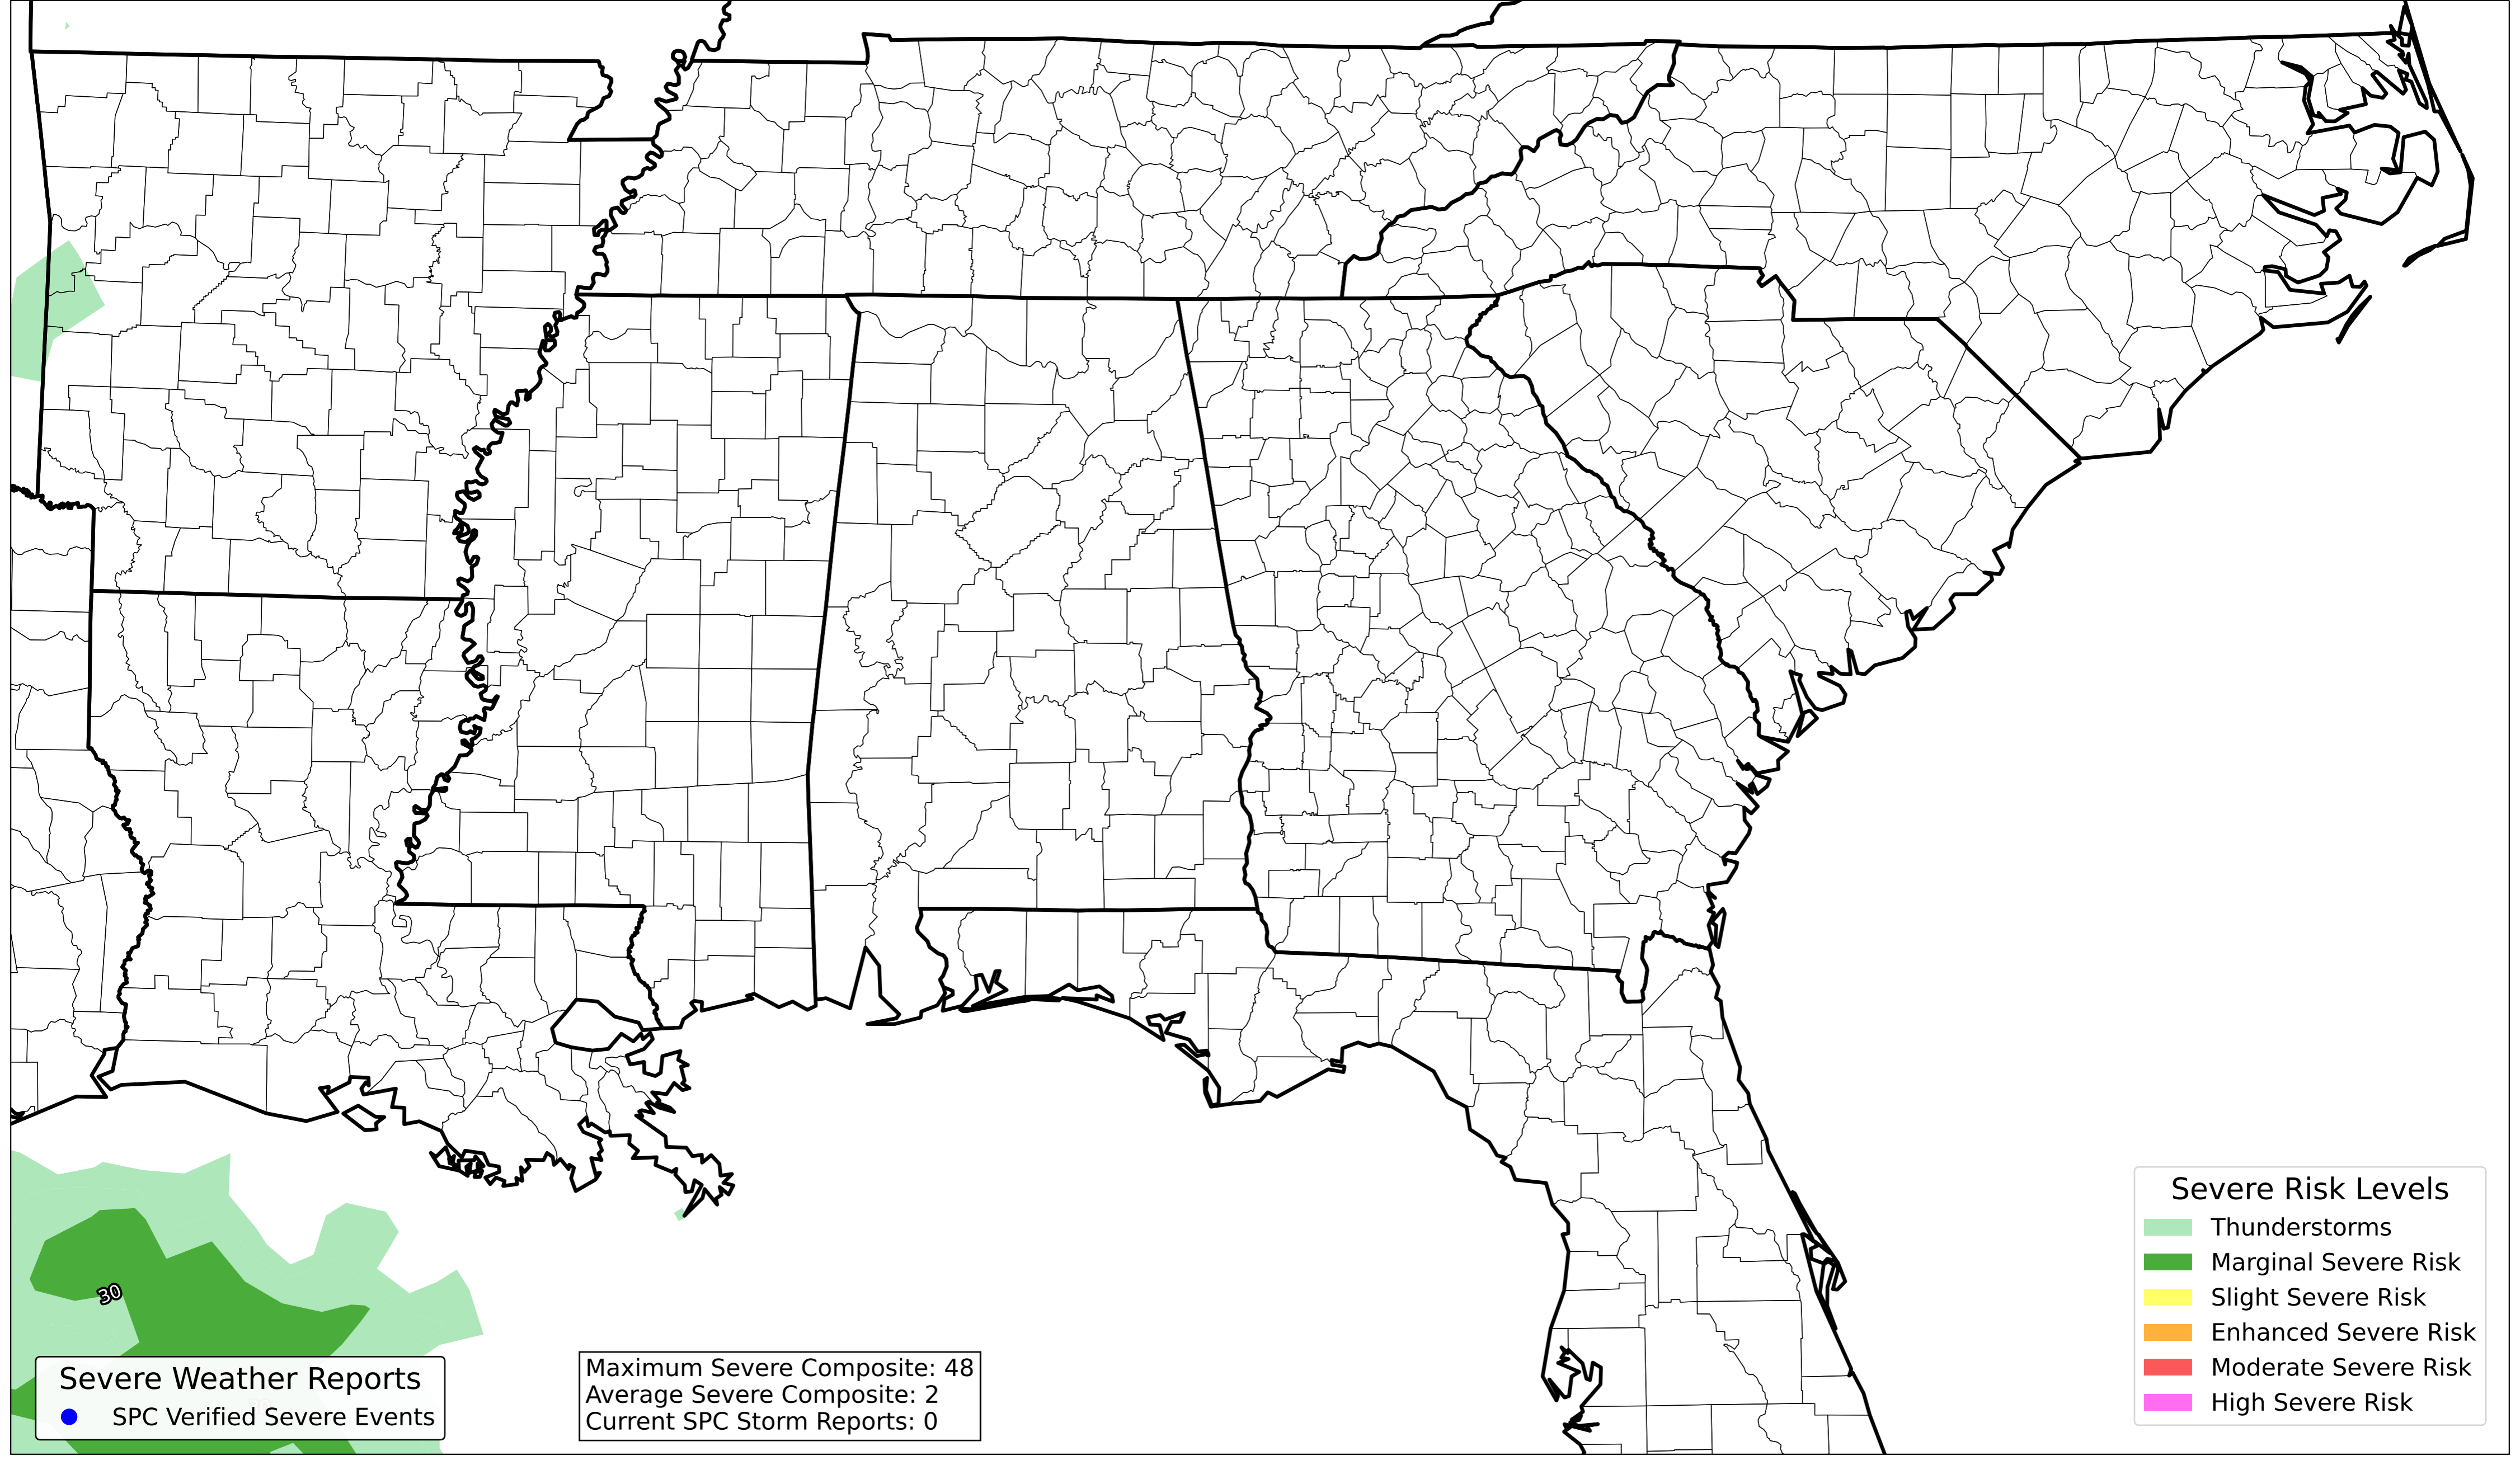 30
Severe Weather Reports
SPC Verified Severe Events
Maximum Severe Composite: 48
Average Severe Composite: 2
Current SPC Storm Reports: 0
Severe Risk Levels
Thunderstorms
Marginal Severe Risk
Slight Severe Risk
Enhanced Severe Risk
Moderate Severe Risk
High Severe Risk